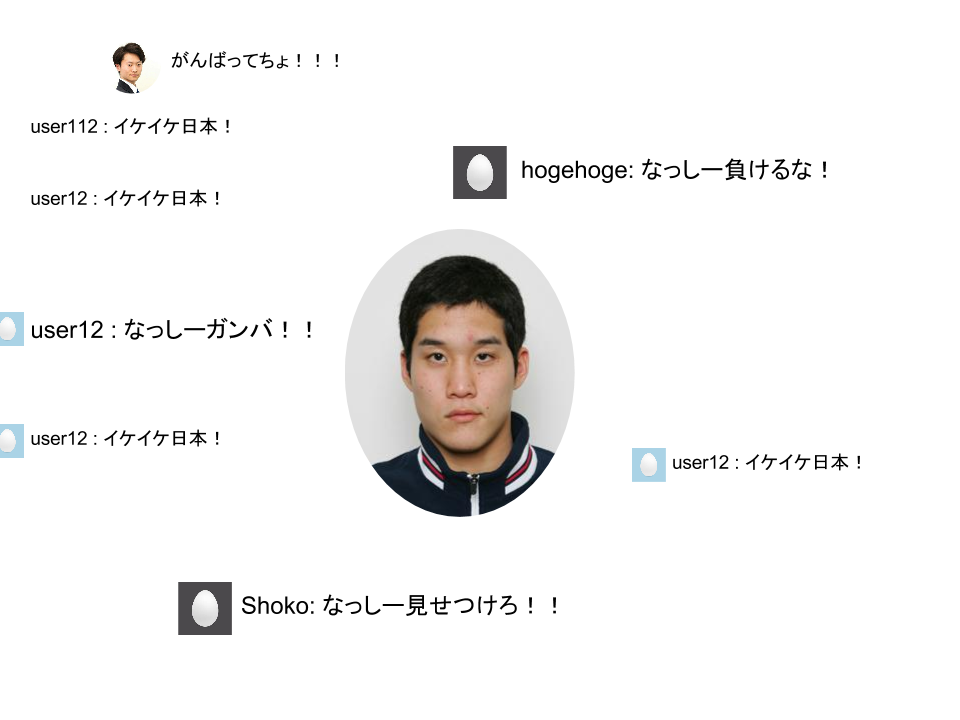 がんばってちょ！！！
user112 : イケイケ日本！
hogehoge: なっしー負けるな！
user12 : イケイケ日本！
user12 : なっしーガンバ！！
user12 : イケイケ日本！
user12 : イケイケ日本！
Shoko: なっしー見せつけろ！！